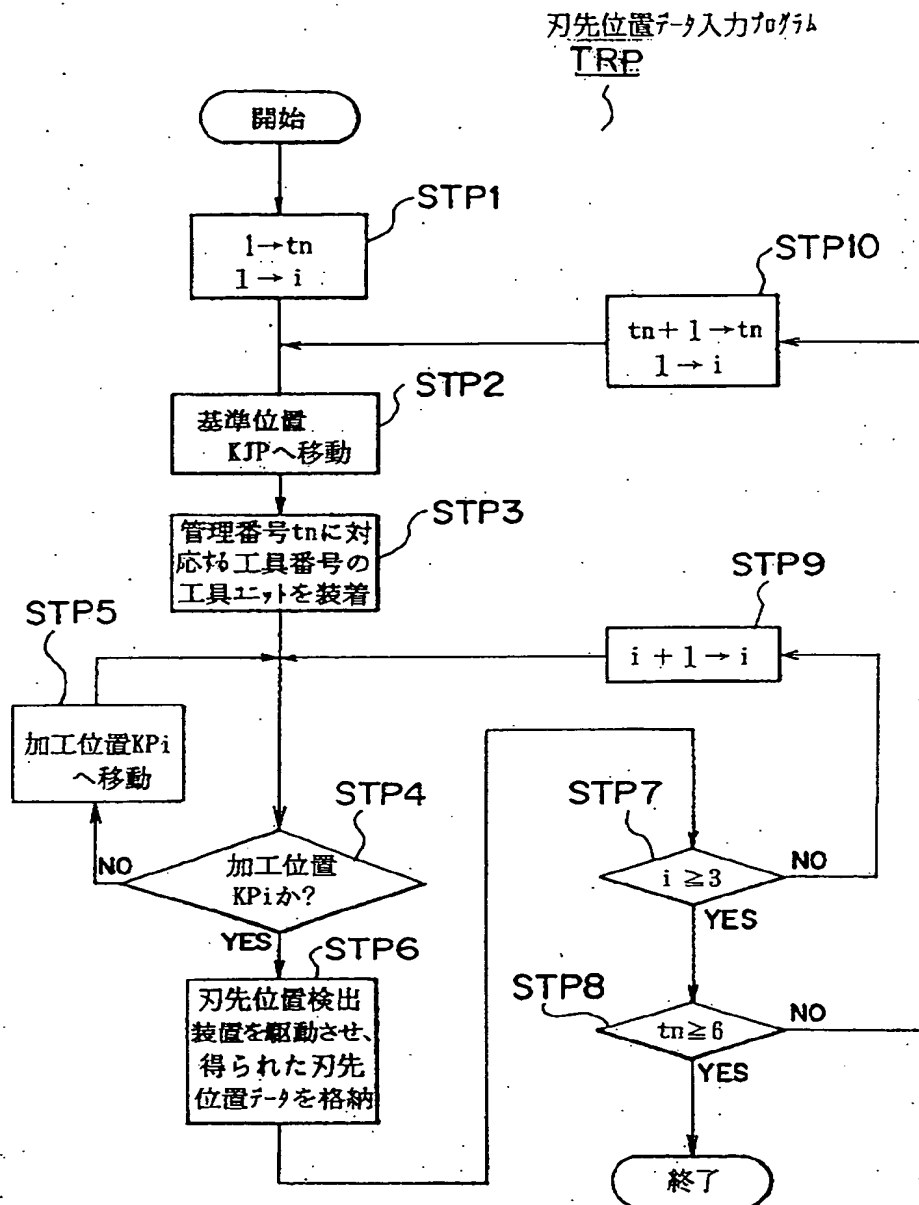 刃先位置データ入力プログラム
TRP
開始
STP1
1→tn
1→i
STP10
tn+1→tn
1→i
STP2
基準位置
KJPへ移動
STP3
管理番号tnに対
応する工具番号の
工具ユニットを装着
STP9
i+1→i
STP5
加工位置KPi
へ移動
STP4
加工位置
KPiか?
NO
YES
STP6
刃先位置検出
装置を駆動させ、
得られた刃先
位置データを格納
STP7
i≧3
NO
YES
STP8
tn≧6
NO
YES
終了